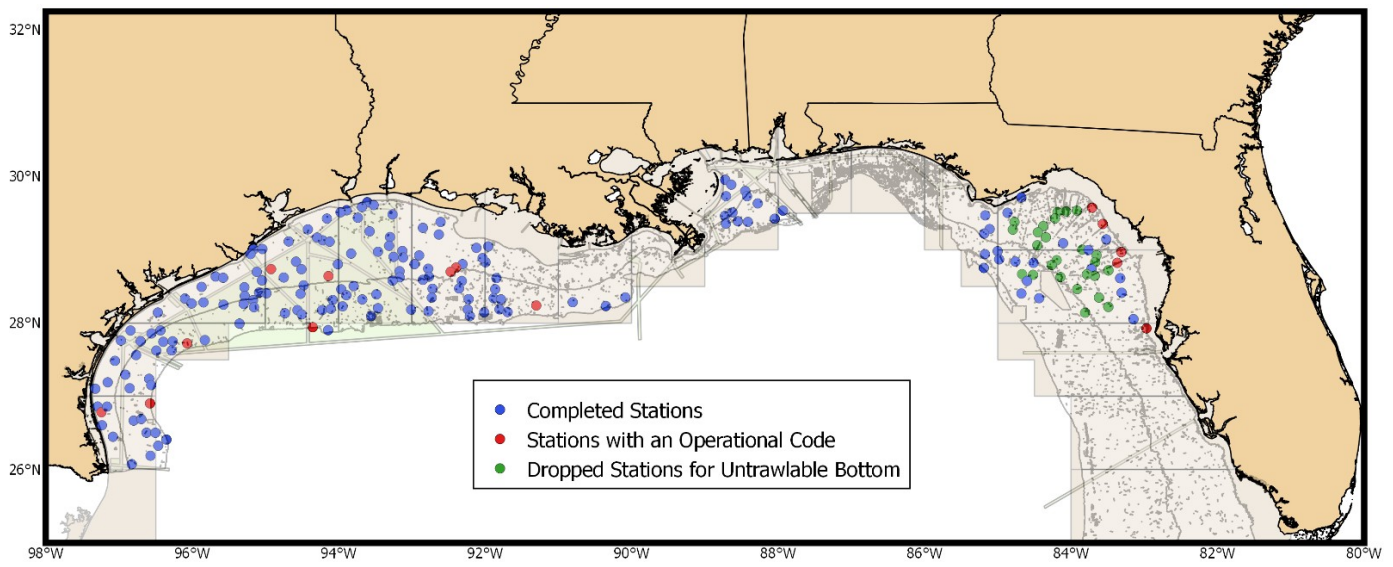 32°N
30°N
28°N
26°N
Completed Stations
Stations with an Operational Code
Dropped Stations for Untrawlable Bottom
98°W 96°W 94°W 92°W 90°W 88°W 86°W 84°W 82°W 80°W